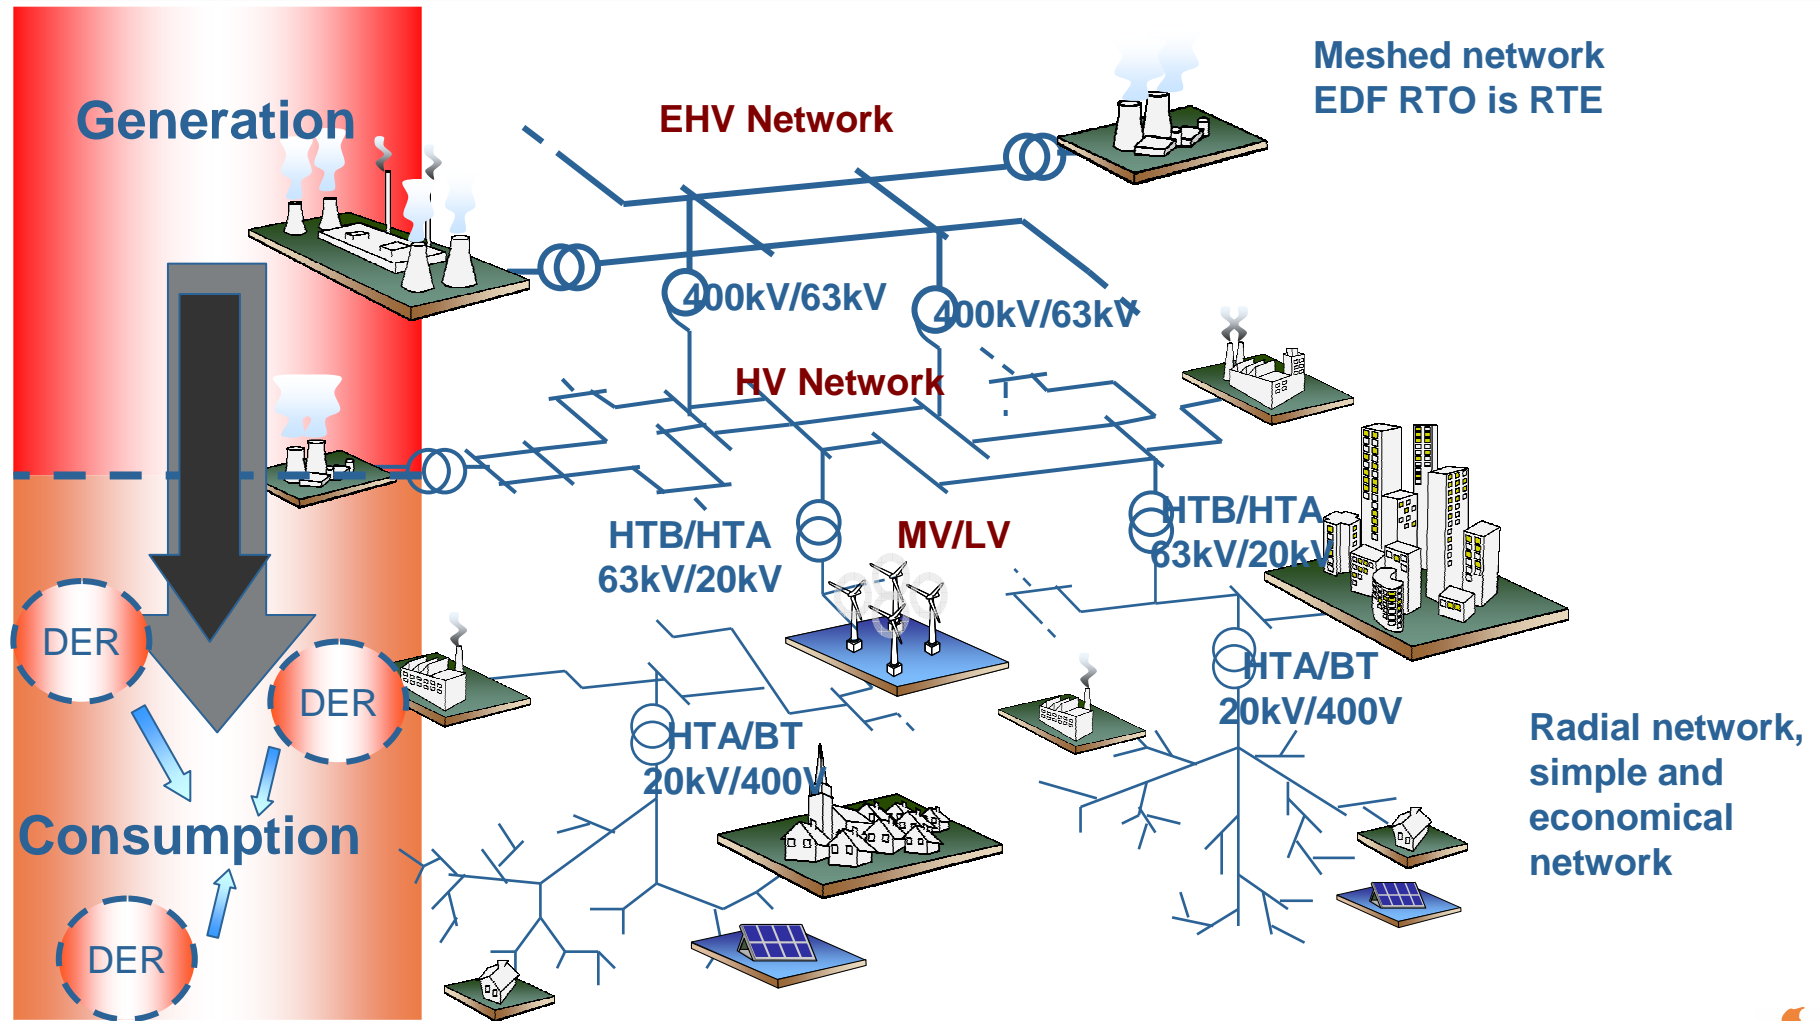 Meshed network
EDF RTO is RTE
Generation
EHV Network
400kV/63kV
400kV/63kV
HV Network
HTB/HTA
63kV/20kV
MV/LV
HTB/HTA
63kV/20kV
DER
DER
HTA/BT
20kV/400V
HTA/BT
20kV/400V
Radial network,
simple and
economical
network
Consumption
DER